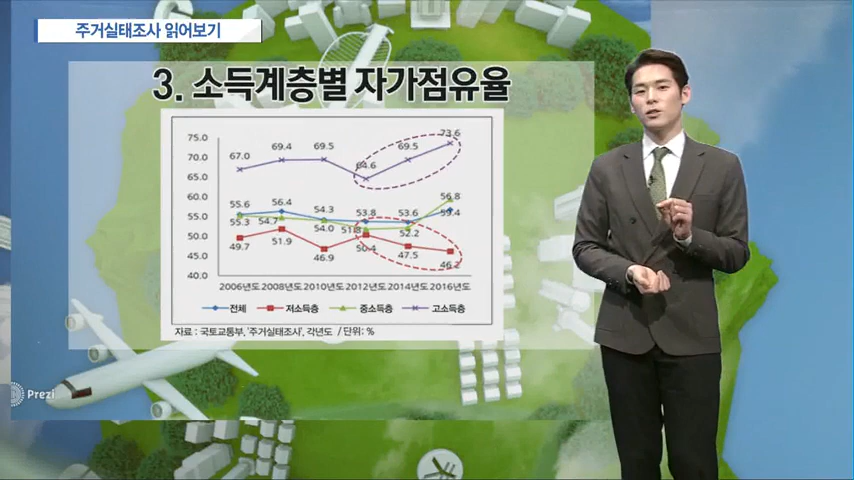 주거실태조사 읽어보기
3. 소득계층별 자가점유율
75.0
70.0
65.0
60.0
55.0
50.0
45.0
40.0
67.0 69.4 69.5 64.6 69.5 73.6
55.6 56.4 54.3 53.8 53.6 56.8
55.3 54.7 54.0 51.8 52.2 59.4
49.7 51.9 46.9 50.4 47.5 46.2
2006년도 2008년도 2010년도 2012년도 2014년도 2016년도
전체 저소득층 중소득층 고소득층
자료 : 국토교통부, '주거실태조사', 각년도 / 단위: %
Prezi